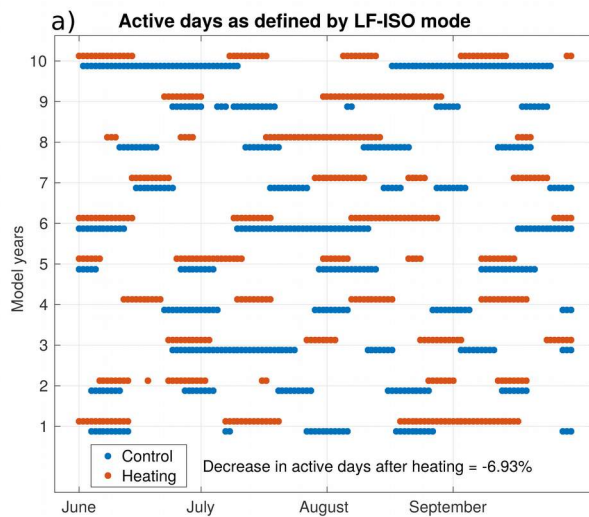 a) Active days as defined by LF-ISO mode
Model years
10
9
8
7
6
5
4
3
2
1
Control
Heating
Decrease in active days after heating = -6.93%
June July August September